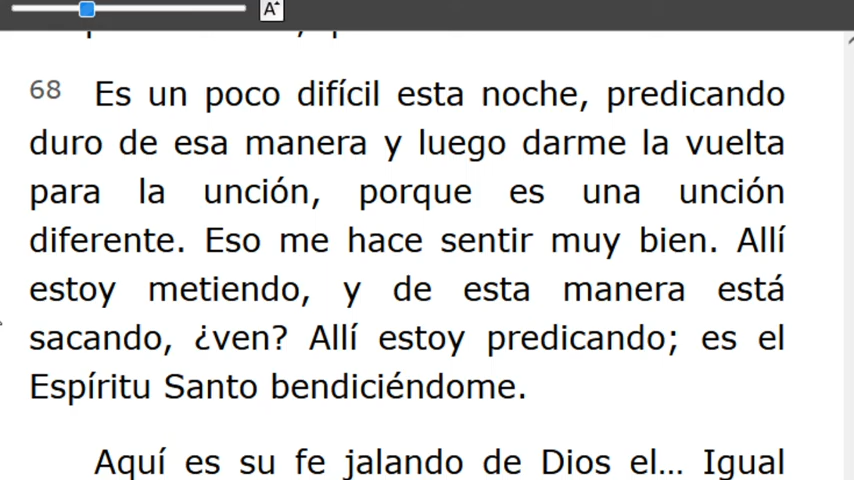 A
68 Es un poco difícil esta noche, predicando
duro de esa manera y luego darme la vuelta
para la unción, porque es una unción
diferente. Eso me hace sentir muy bien. Allí
estoy metiendo, y de esta manera está
sacando, ¿ven? Allí estoy predicando; es el
Espíritu Santo bendiciéndome.
Aquí es su fe jalando de Dios el... Igual